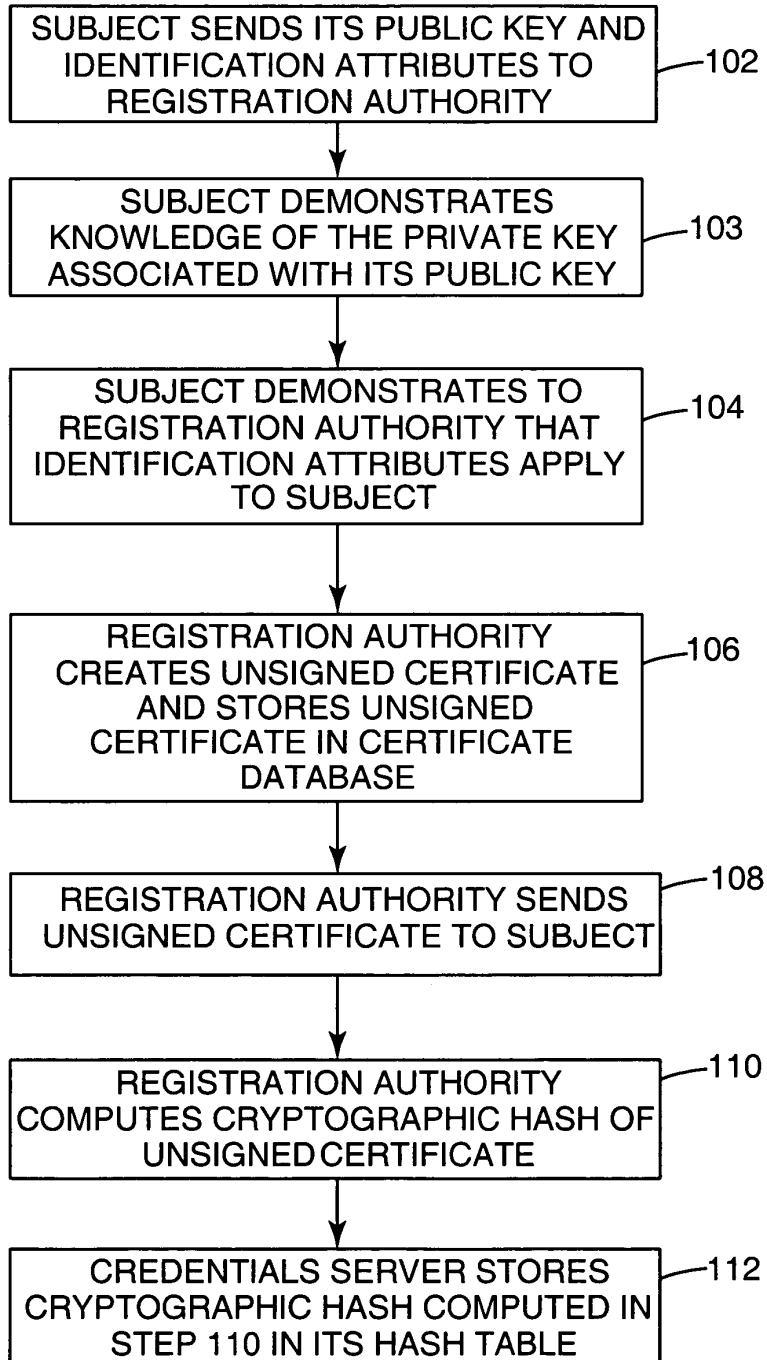 SUBJECT SENDS ITS PUBLIC KEY AND
IDENTIFICATION ATTRIBUTES TO
REGISTRATION AUTHORITY
102
SUBJECT DEMONSTRATES
KNOWLEDGE OF THE PRIVATE KEY
ASSOCIATED WITH ITS PUBLIC KEY
103
SUBJECT DEMONSTRATES TO
REGISTRATION AUTHORITY THAT
IDENTIFICATION ATTRIBUTES APPLY
TO SUBJECT
104
REGISTRATION AUTHORITY
CREATES UNSIGNED CERTIFICATE
AND STORES UNSIGNED
CERTIFICATE IN CERTIFICATE
DATABASE
106
REGISTRATION AUTHORITY SENDS
UNSIGNED CERTIFICATE TO SUBJECT
108
REGISTRATION AUTHORITY
COMPUTES CRYPTOGRAPHIC HASH OF
UNSIGNED CERTIFICATE
110
CREDENTIALS SERVER STORES
CRYPTOGRAPHIC HASH COMPUTED IN
STEP 110 IN ITS HASH TABLE
112